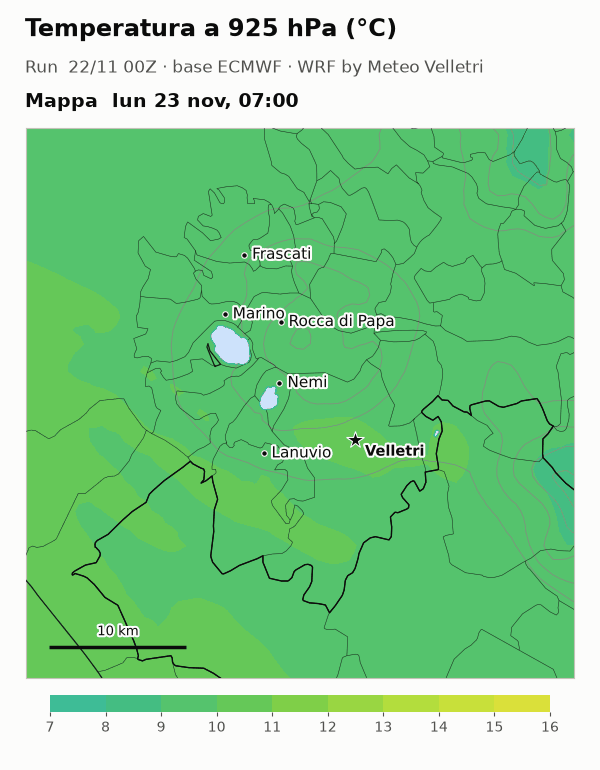 Temperatura a 925 hPa (°C)
Run  22/11 00Z · base ECMWF · WRF by Meteo Velletri
Mappa  lun 23 nov, 07:00
Frascati
Marino
Rocca di Papa
Nemi
Velletri
Lanuvio
10 km
7 8 9 10 11 12 13 14 15 16